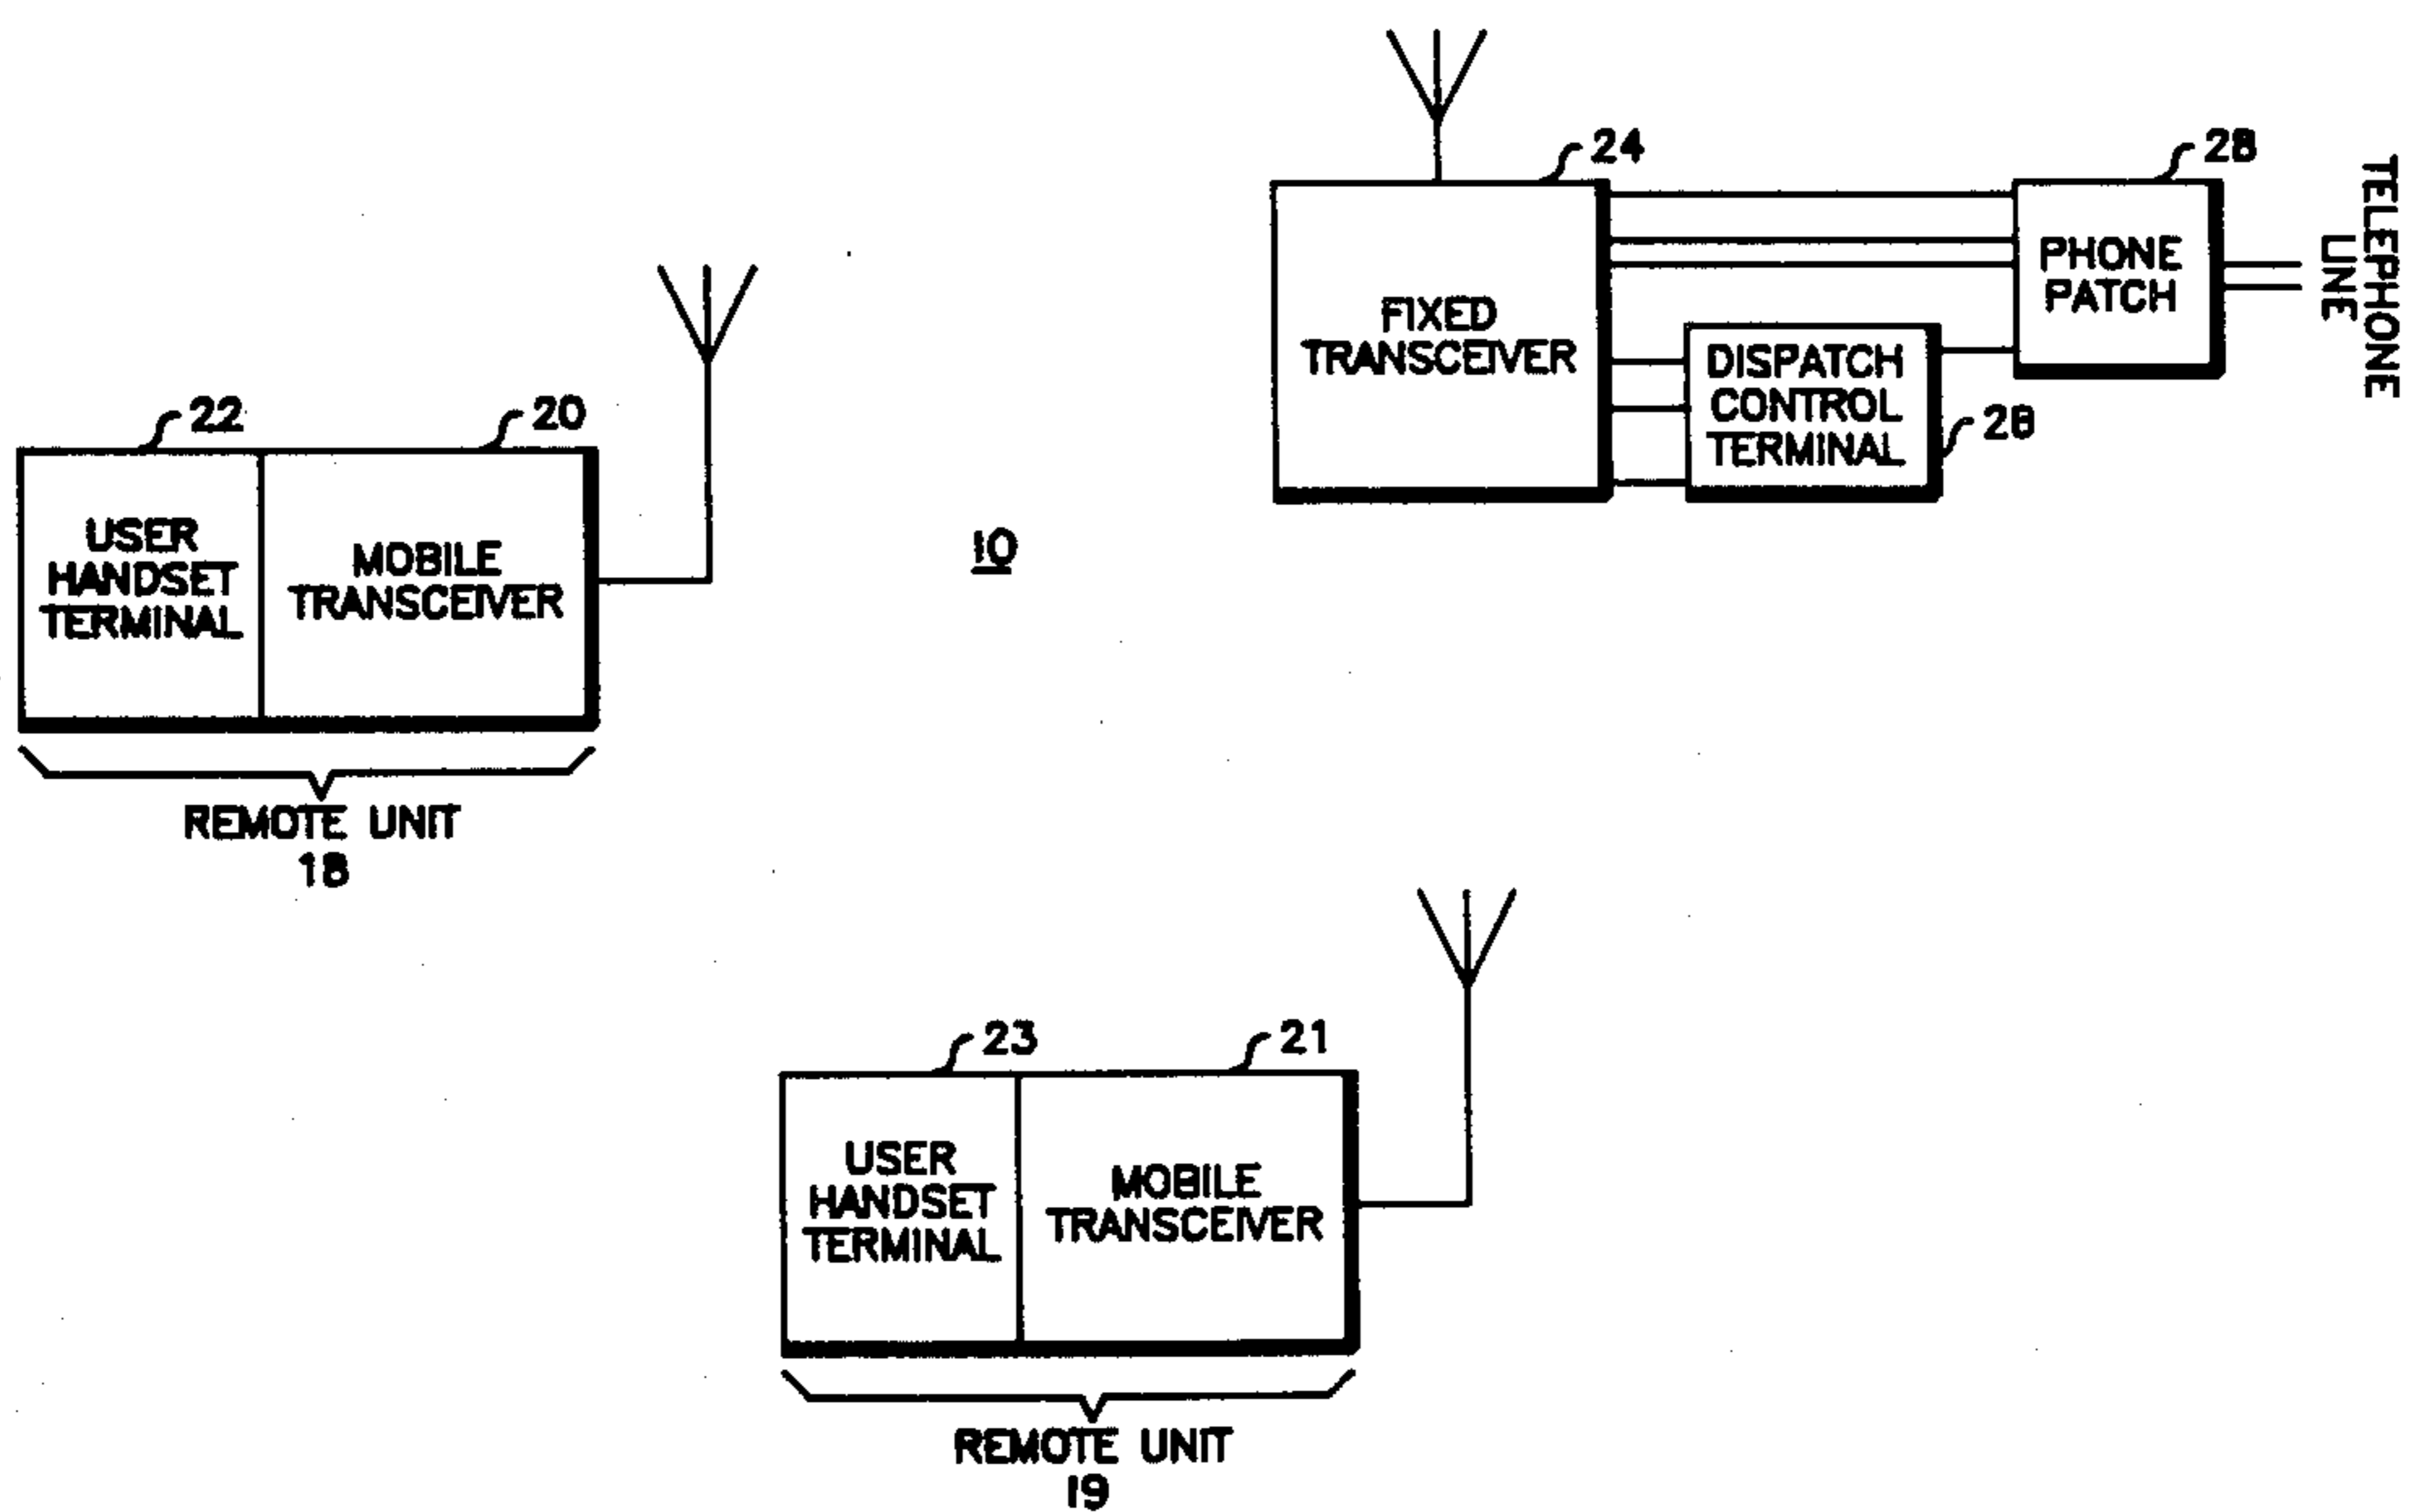 24
28
TELEPHONE
LINE
PHONE
PATCH
FIXED
TRANSCEIVER
DISPATCH
CONTROL
TERMINAL
28
22
20
USER
HANDSET
TERMINAL
MOBILE
TRANSCEIVER
10
REMOTE UNIT
18
23
21
USER
HANDSET
TERMINAL
MOBILE
TRANSCEIVER
REMOTE UNIT
19